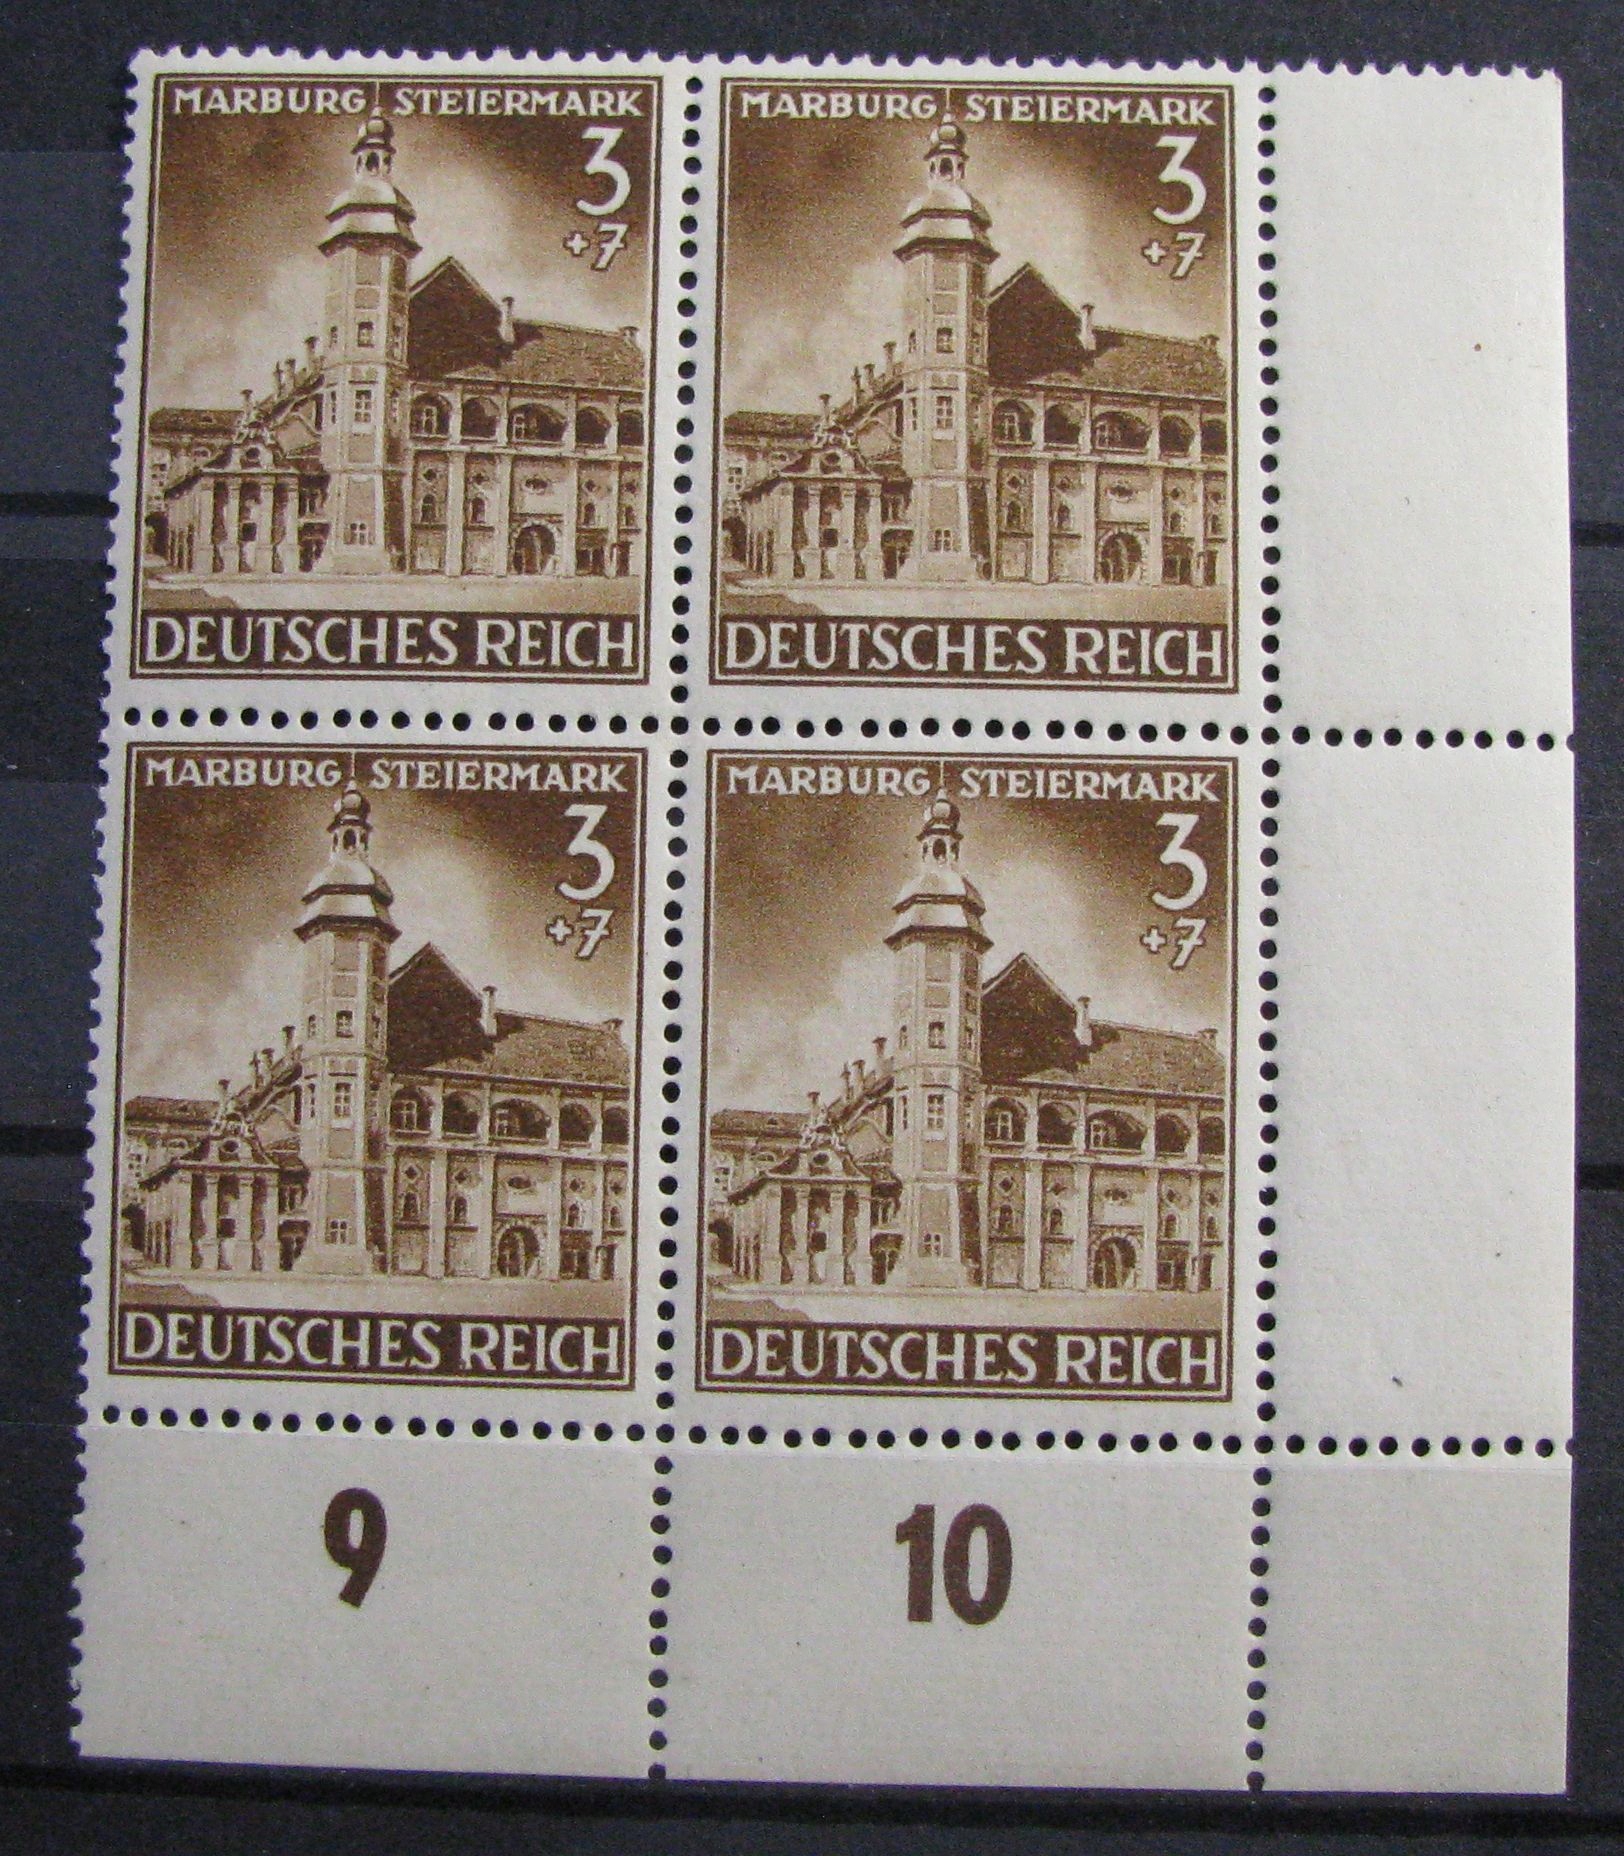 MARBURG STEIERMARK
3
+7
DEUTSCHES REICH
MARBURG STEIERMARK
3
+7
DEUTSCHES REICH
MARBURG STEIERMARK
3
+7
DEUTSCHES REICH
MARBURG STEIERMARK
3
+7
DEUTSCHES REICH
9
10